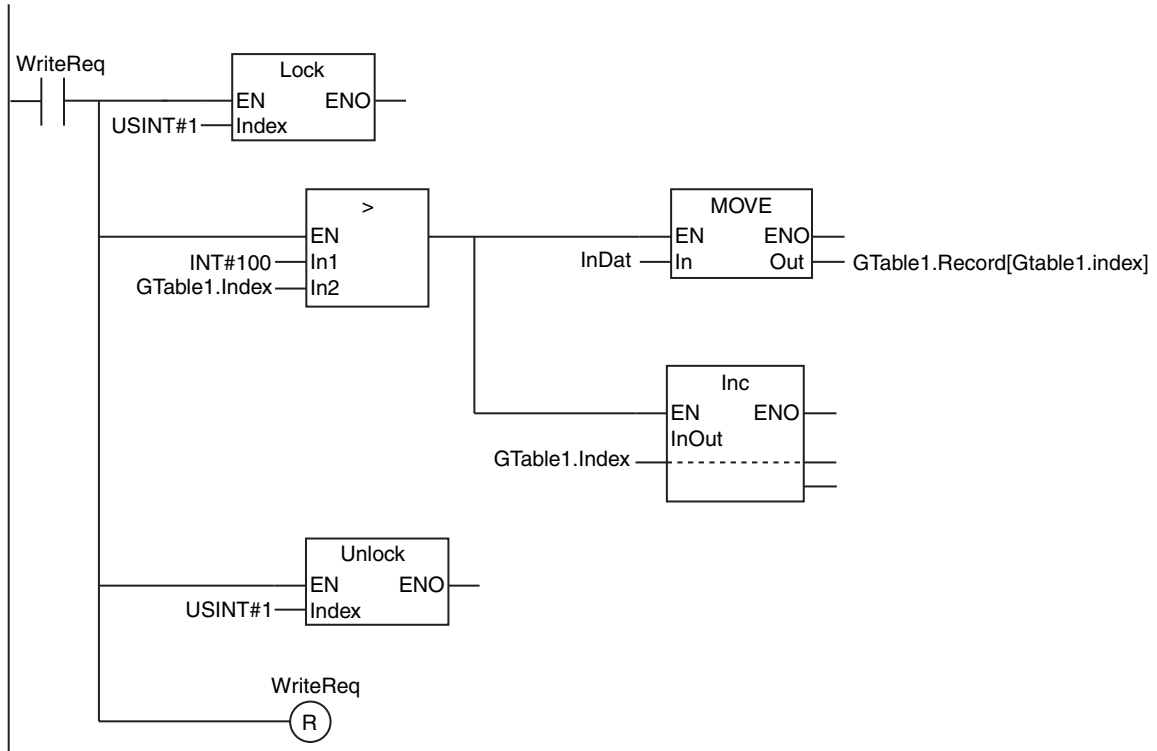 WriteReq
Lock
EN ENO
USINT#1 Index
>
EN
INT#100 In1
GTable1.Index In2
MOVE
EN ENO
InDat In Out GTable1.Record[Gtable1.index]
Inc
EN ENO
InOut
GTable1.Index
Unlock
EN ENO
USINT#1 Index
WriteReq
R